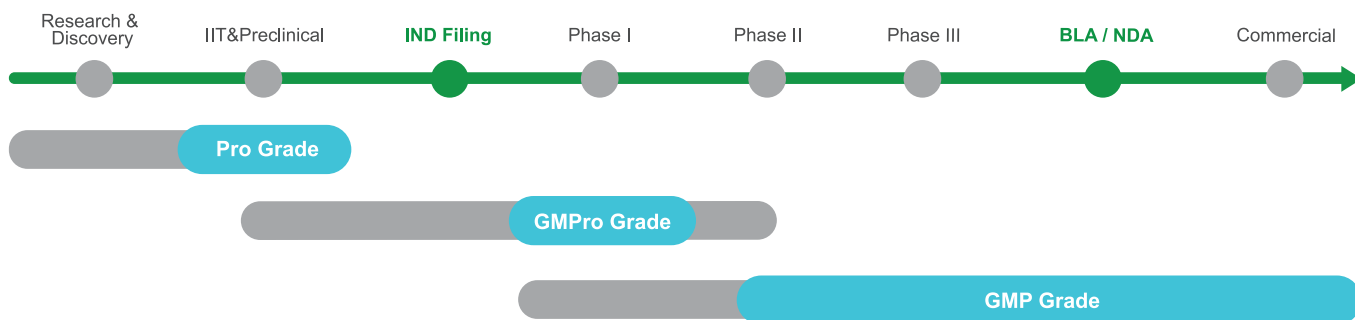 Research &
Discovery
IIT&Preclinical
IND Filing
Phase I
Phase II
Phase III
BLA / NDA
Commercial
Pro Grade
GMPro Grade
GMP Grade